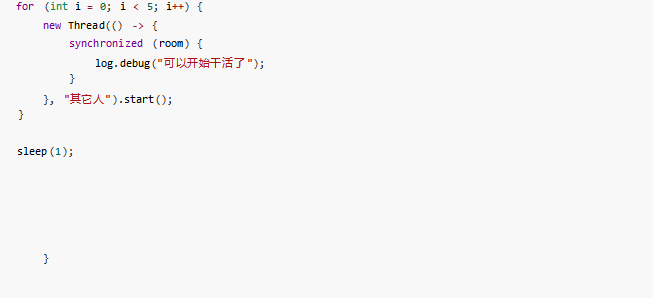 for (int i = 0; i < 5; i++) {
new Thread(() -> {
synchronized (room) {
log.debug("可以开始干活了");
}
}, "其它人").start();
}
sleep(1);
}